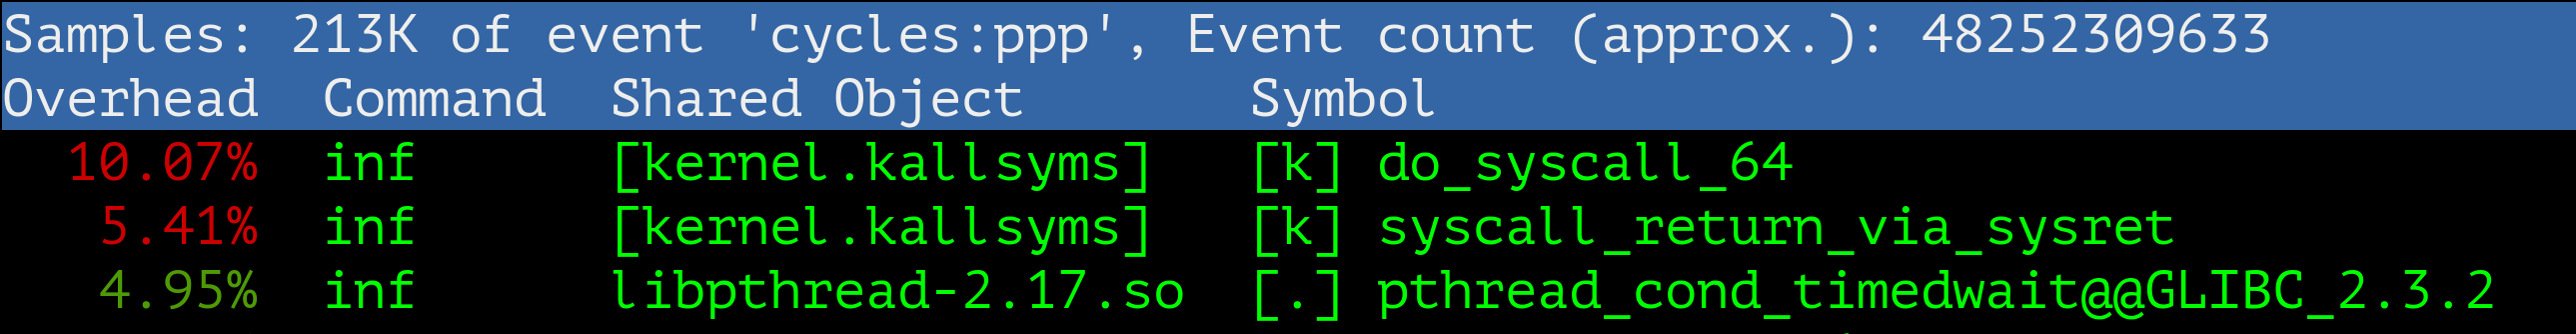 Samples: 213K of event 'cycles:ppp', Event count (approx.): 48252309633
Overhead  Command  Shared Object       Symbol
10.07%  inf      [kernel.kallsyms]   [k] do_syscall_64
5.41%  inf      [kernel.kallsyms]   [k] syscall_return_via_sysret
4.95%  inf      libpthread-2.17.so  [.] pthread_cond_timedwait@@GLIBC_2.3.2